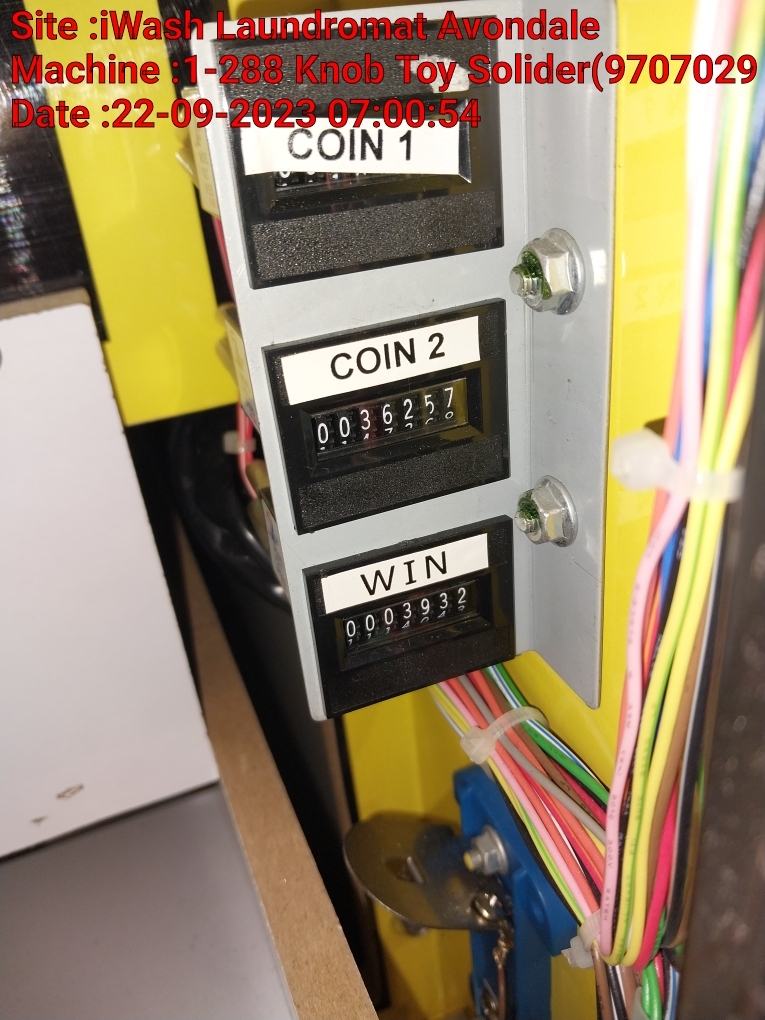 Site :iWash Laundromat Avondale
Machine :1-288 Knob Toy Solider(9707029
Date :22-09-2023 07:00:54
COIN 1
COIN 2
0036257
WIN
0003932